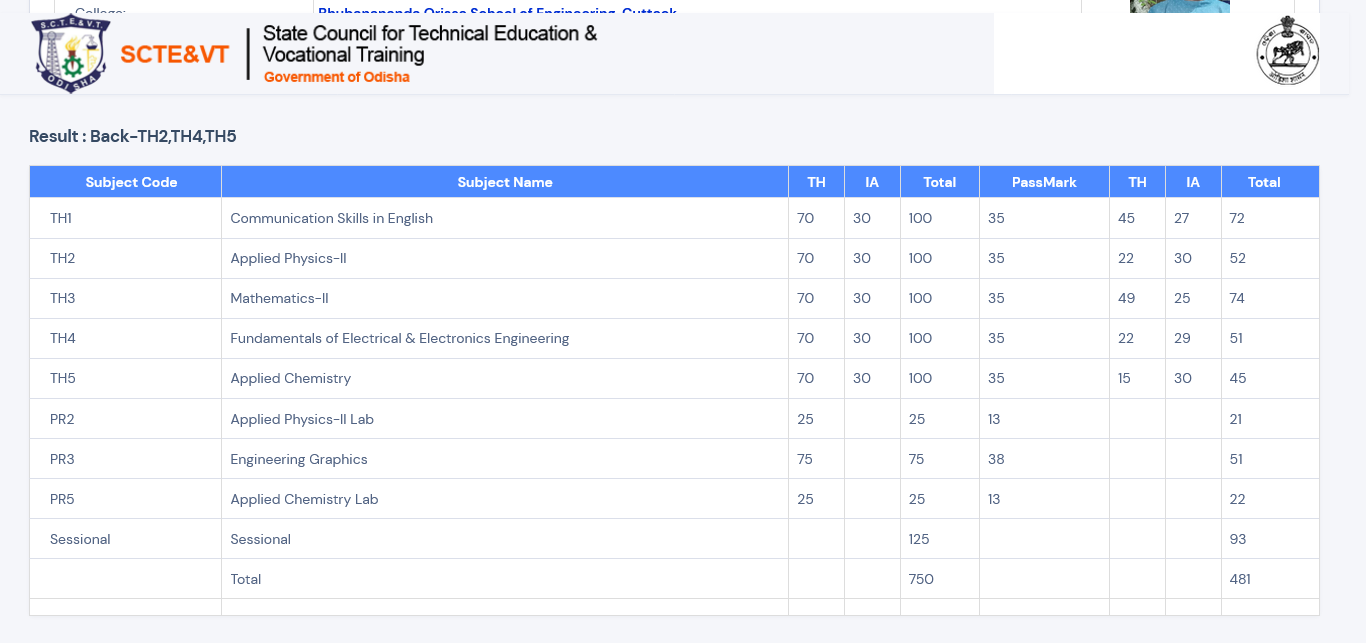 College:
Bhubanananda Orissa School of Engineering, Cuttack
S.C.T.E.&V.T.
ODISHA
SCTE&VT
State Council for Technical Education &
Vocational Training
Government of Odisha
Result : Back-TH2,TH4,TH5
Subject Code Subject Name TH IA Total PassMark TH IA Total
TH1 Communication Skills in English 70 30 100 35 45 27 72
TH2 Applied Physics-II 70 30 100 35 22 30 52
TH3 Mathematics-II 70 30 100 35 49 25 74
TH4 Fundamentals of Electrical & Electronics Engineering 70 30 100 35 22 29 51
TH5 Applied Chemistry 70 30 100 35 15 30 45
PR2 Applied Physics-II Lab 25 25 13 21
PR3 Engineering Graphics 75 75 38 51
PR5 Applied Chemistry Lab 25 25 13 22
Sessional Sessional 125 93
Total 750 481